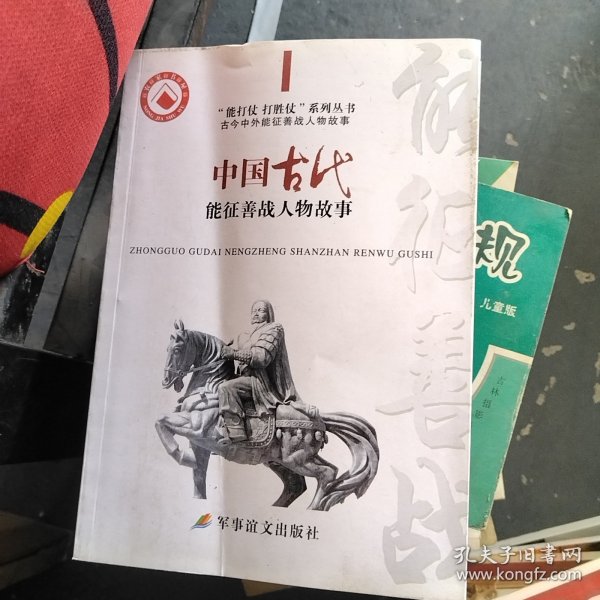 “能打仗 打胜仗”系列丛书
古今中外能征善战人物故事
中国古代
能征善战人物故事
ZHONGGUO GUDAI NENGZHENG SHANZHAN RENWU GUSHI
能征善战
军事谊文出版社
规
儿童版
吉林
孔夫子旧书网
www.kongfz.com